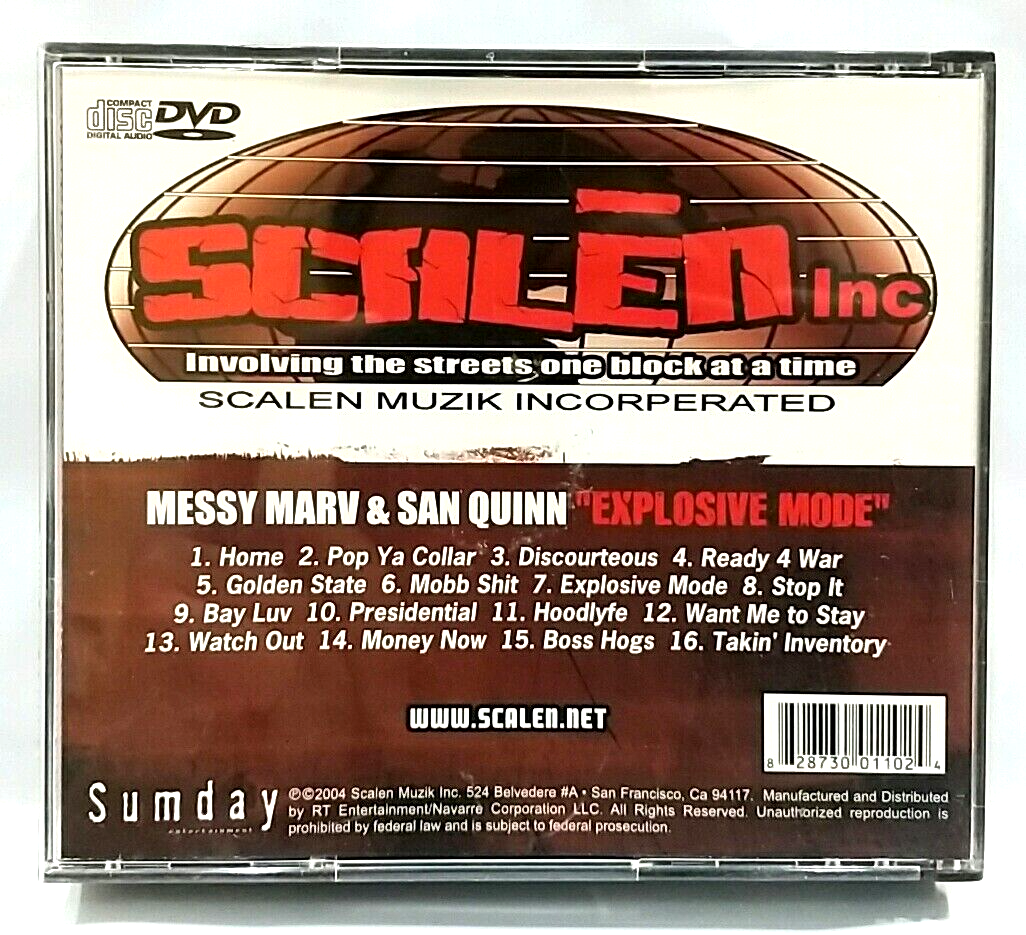 COMPACT
disc DVD
DIGITAL AUDIO
SCALĒN Inc
Involving the streets one block at a time
SCALEN MUZIK INCORPERATED
MESSY MARV & SAN QUINN "EXPLOSIVE MODE"
1. Home 2. Pop Ya Collar 3. Discourteous 4. Ready 4 War
5. Golden State 6. Mobb Shit 7. Explosive Mode 8. Stop It
9. Bay Luv 10. Presidential 11. Hoodlyfe 12. Want Me to Stay
13. Watch Out 14. Money Now 15. Boss Hogs 16. Takin' Inventory
WWW.SCALEN.NET
8 28730 01102 4
Sumday
entertainment
℗©2004 Scalen Muzik Inc. 524 Belvedere #A • San Francisco, Ca 94117. Manufactured and Distributed
by RT Entertainment/Navarre Corporation LLC. All Rights Reserved. Unauthorized reproduction is
prohibited by federal law and is subject to federal prosecution.